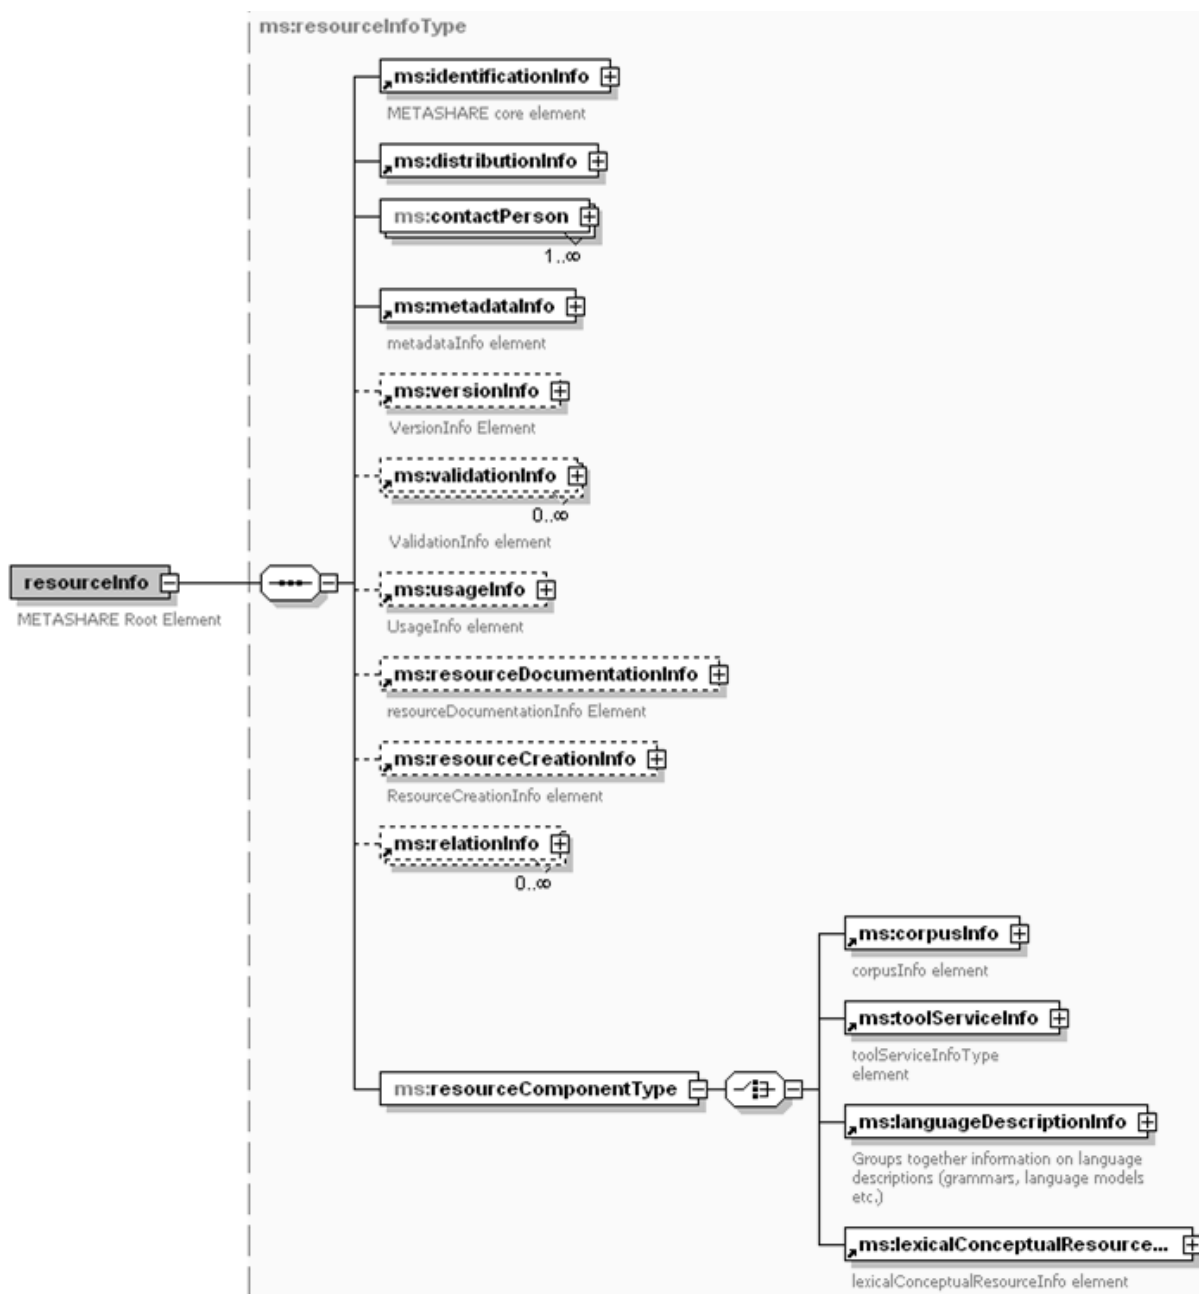 ms:resourceInfoType
ms:identificationInfo
METASHARE core element
ms:distributionInfo
ms:contactPerson
1..∞
ms:metadataInfo
metadataInfo element
ms:versionInfo
VersionInfo Element
ms:validationInfo
0..∞
ValidationInfo element
resourceInfo
METASHARE Root Element
ms:usageInfo
UsageInfo element
ms:resourceDocumentationInfo
resourceDocumentationInfo Element
ms:resourceCreationInfo
ResourceCreationInfo element
ms:relationInfo
0..∞
ms:resourceComponentType
ms:corpusInfo
corpusInfo element
ms:toolServiceInfo
toolServiceInfoType
element
ms:languageDescriptionInfo
Groups together information on language
descriptions (grammars, language models
etc.)
ms:lexicalConceptualResource...
lexicalConceptualResourceInfo element